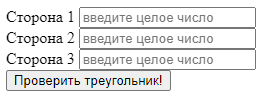 Сторона 1 введите целое число
Сторона 2 введите целое число
Сторона 3 введите целое число
Проверить треугольник!